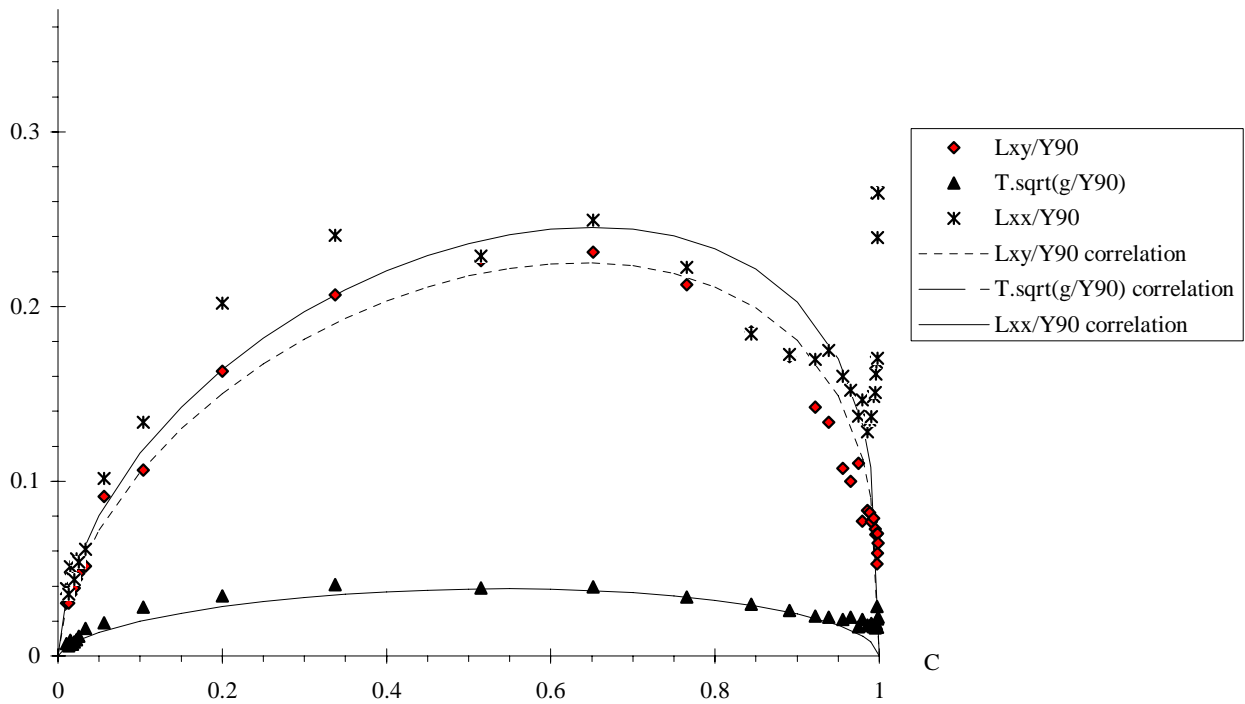 0.3
0.2
0.1
0
0 0.2 0.4 0.6 0.8 1
C
Lxy/Y90
T.sqrt(g/Y90)
Lxx/Y90
Lxy/Y90 correlation
T.sqrt(g/Y90) correlation
Lxx/Y90 correlation